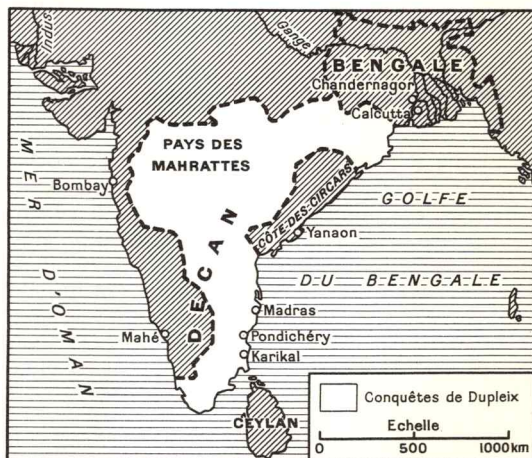 Indus
Gange
BENGALE
Chandernagor
Calcutta
PAYS DES
MAHRATTES
Bombay
MER
D'OMAN
DECAN
CÔTE-DES-CIRCARS
Yanaon
GOLFE
DU BENGALE
Madras
Mahé
Pondichéry
Karikal
CEYLAN
Conquêtes de Dupleix
Echelle
0 500 1000km